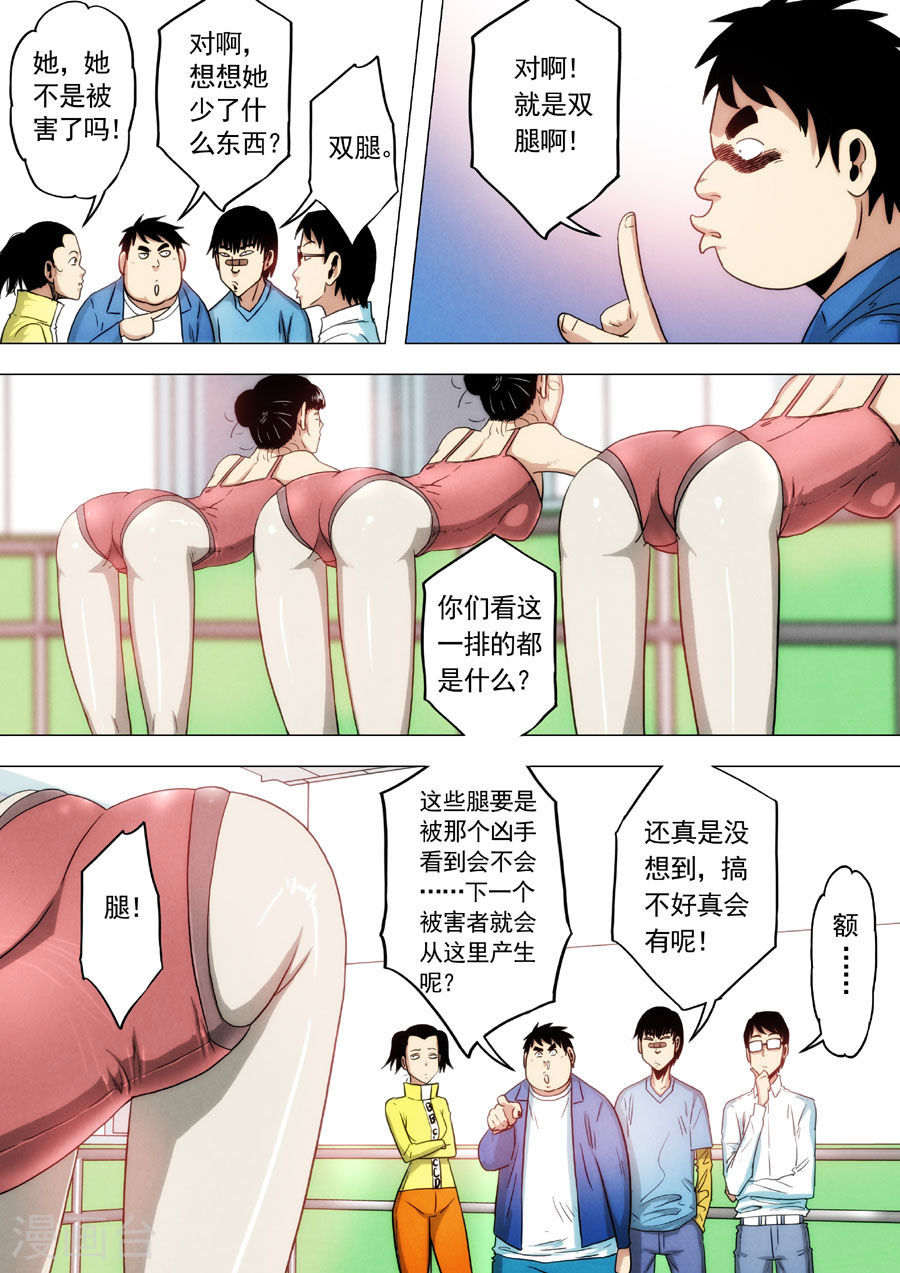 她，她
不是被
害了吗！
对啊，
想想她
少了什
么东西？
双腿。
对啊！
就是双
腿啊！
你们看这
一排的都
是什么？
腿！
这些腿要是
被那个凶手
看到会不会
……下一个
被害者就会
从这里产生
呢？
还真是没
想到，搞
不好真会
有呢！
额
……
漫画台